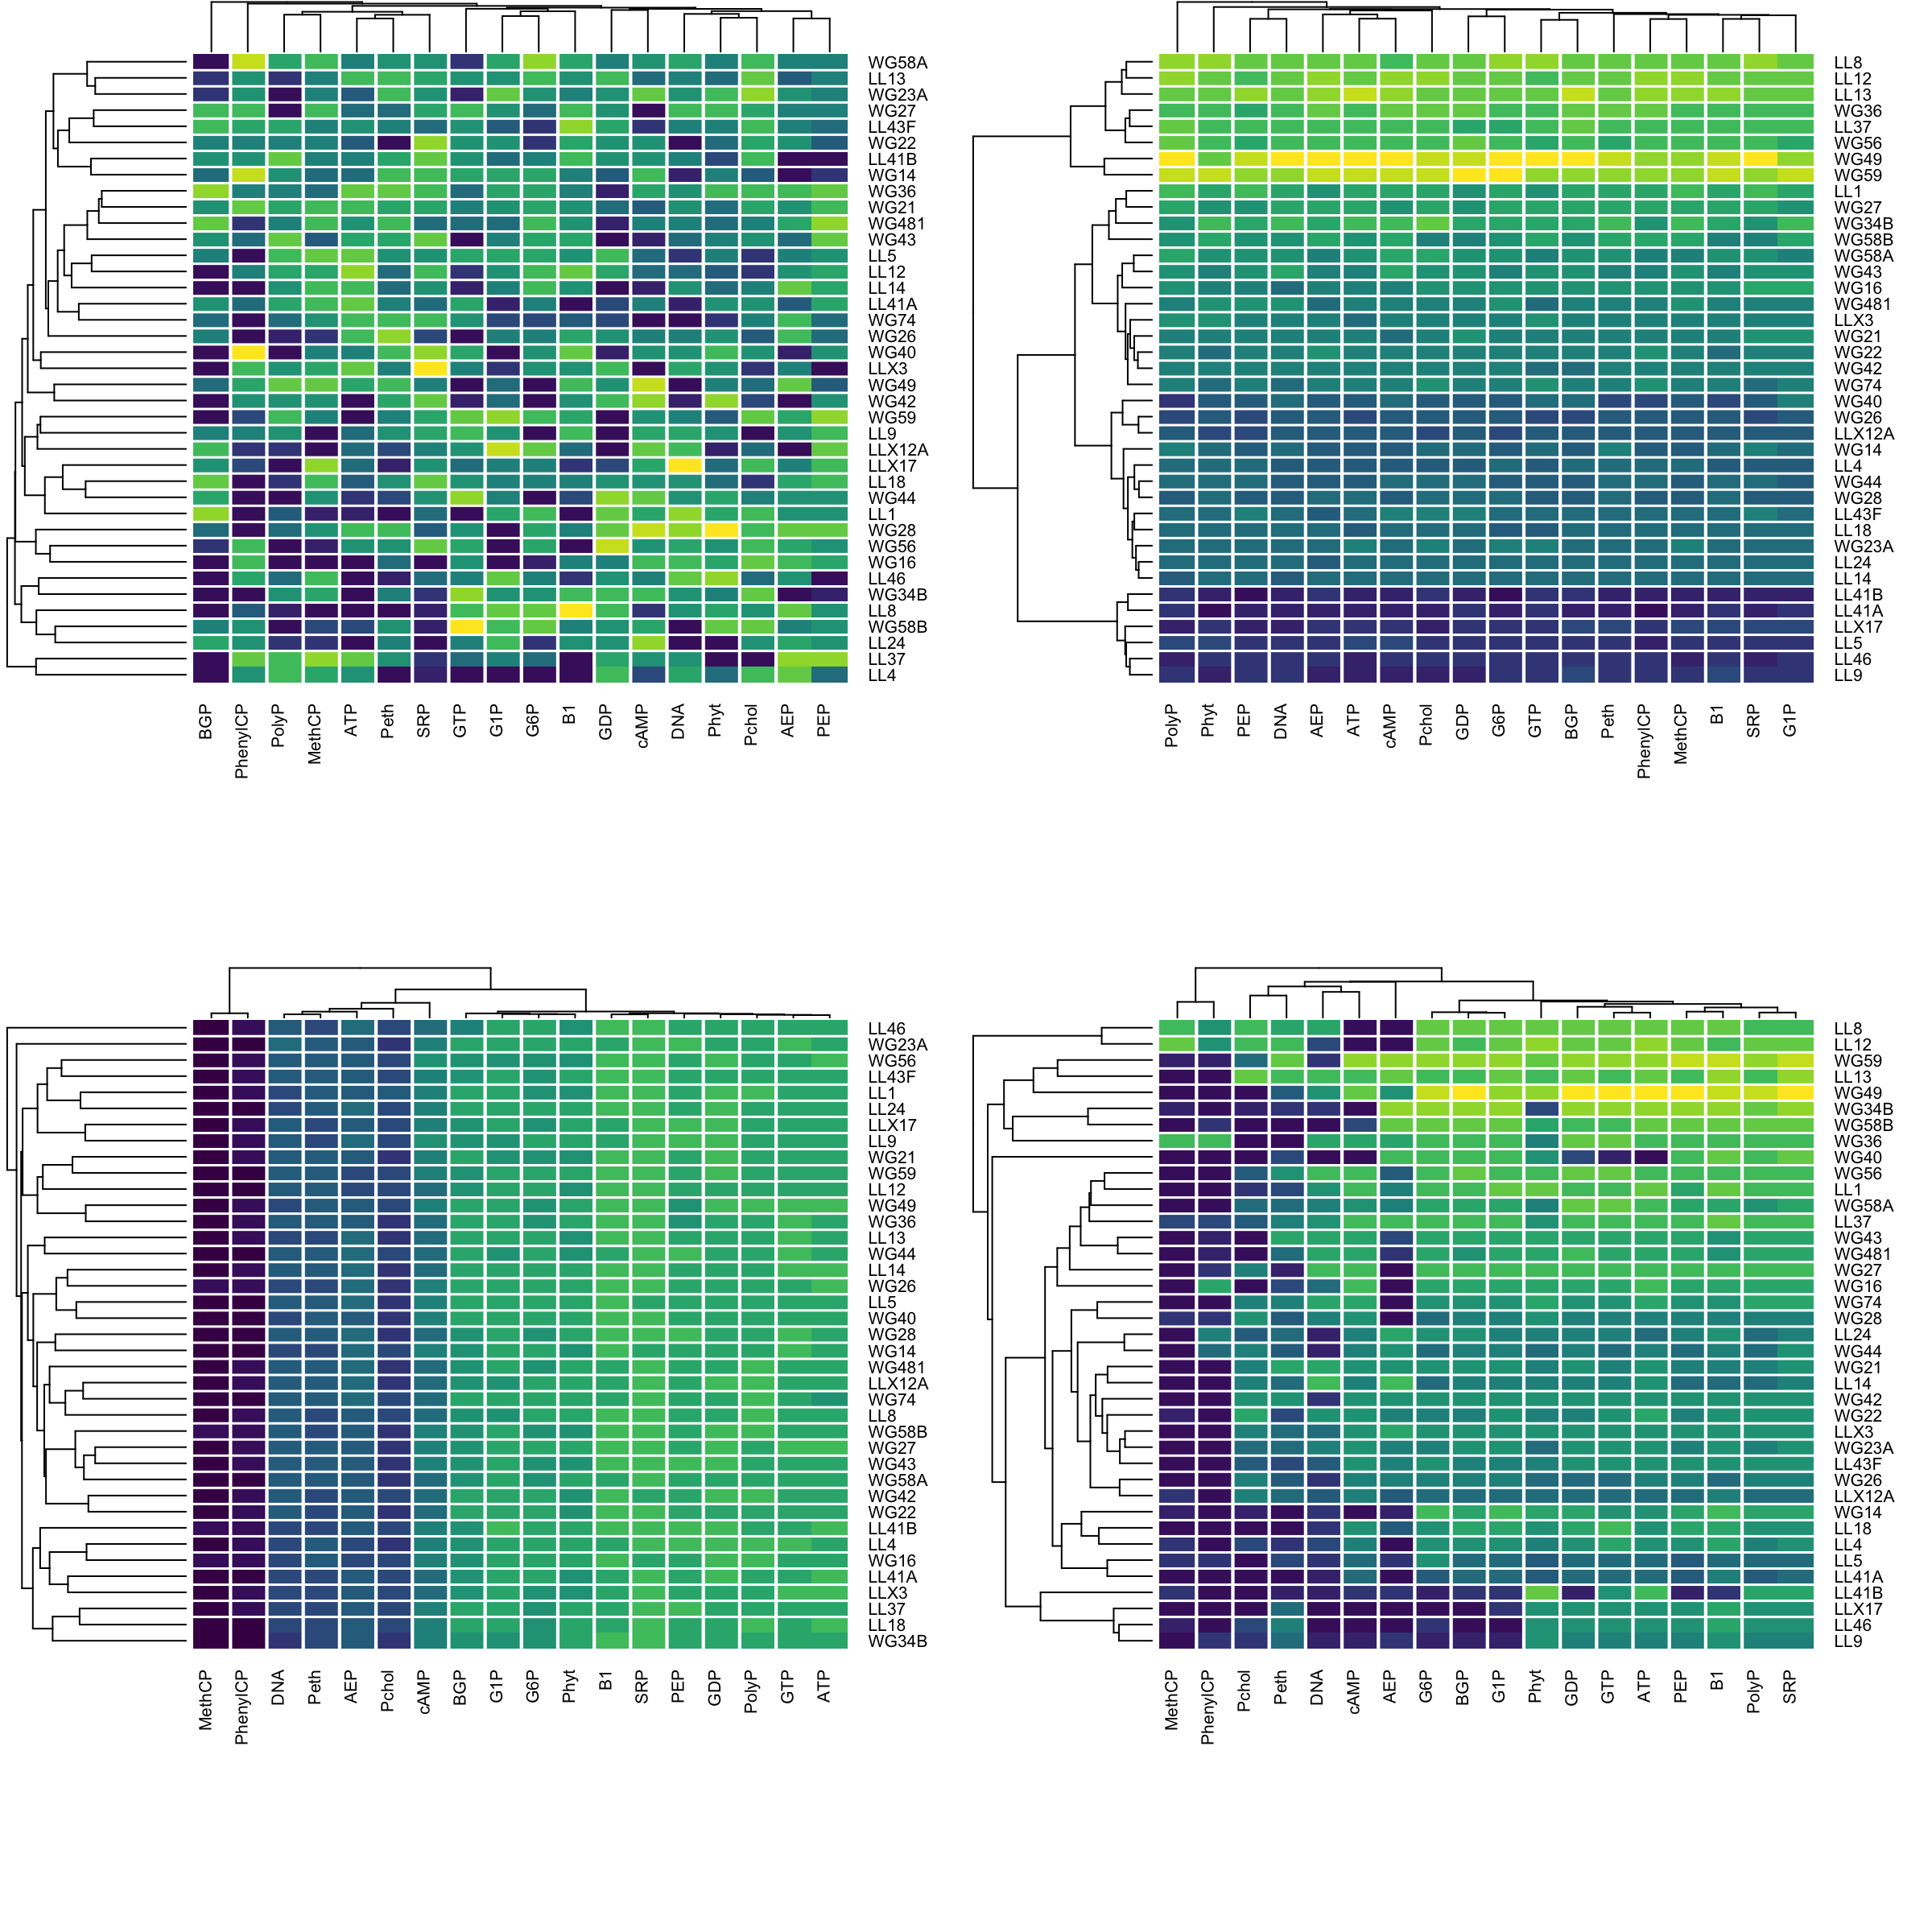 WG58A
LL13
WG23A
WG27
LL43F
WG22
LL41B
WG14
WG36
WG21
WG481
WG43
LL5
LL12
LL14
LL41A
WG74
WG26
WG40
LLX3
WG49
WG42
WG59
LL9
LLX12A
LLX17
LL18
WG44
LL1
WG28
WG56
WG16
LL46
WG34B
LL8
WG58B
LL24
LL37
LL4
BGP PhenylCP PolyP MethCP ATP Peth SRP GTP G1P G6P B1 GDP cAMP DNA Phyt Pchol AEP PEP
LL8
LL12
LL13
WG36
LL37
WG56
WG49
WG59
LL1
WG27
WG34B
WG58B
WG58A
WG43
WG16
WG481
LLX3
WG21
WG22
WG42
WG74
WG40
WG26
LLX12A
WG14
LL4
WG44
WG28
LL43F
LL18
WG23A
LL24
LL14
LL41B
LL41A
LLX17
LL5
LL46
LL9
PolyP Phyt PEP DNA AEP ATP cAMP Pchol GDP G6P GTP BGP Peth PhenylCP MethCP B1 SRP G1P
LL46
WG23A
WG56
LL43F
LL1
LL24
LLX17
LL9
WG21
WG59
LL12
WG49
WG36
LL13
WG44
LL14
WG26
LL5
WG40
WG28
WG14
WG481
LLX12A
WG74
LL8
WG58B
WG27
WG43
WG58A
WG42
WG22
LL41B
LL4
WG16
LL41A
LLX3
LL37
LL18
WG34B
MethCP PhenylCP DNA Peth AEP Pchol cAMP BGP G1P G6P Phyt B1 SRP PEP GDP PolyP GTP ATP
LL8
LL12
WG59
LL13
WG49
WG34B
WG58B
WG36
WG40
WG56
LL1
WG58A
LL37
WG43
WG481
WG27
WG16
WG74
WG28
LL24
WG44
WG21
LL14
WG42
WG22
LLX3
WG23A
LL43F
WG26
LLX12A
WG14
LL18
LL4
LL5
LL41A
LL41B
LLX17
LL46
LL9
MethCP PhenylCP Pchol Peth DNA cAMP AEP G6P BGP G1P Phyt GDP GTP ATP PEP B1 PolyP SRP